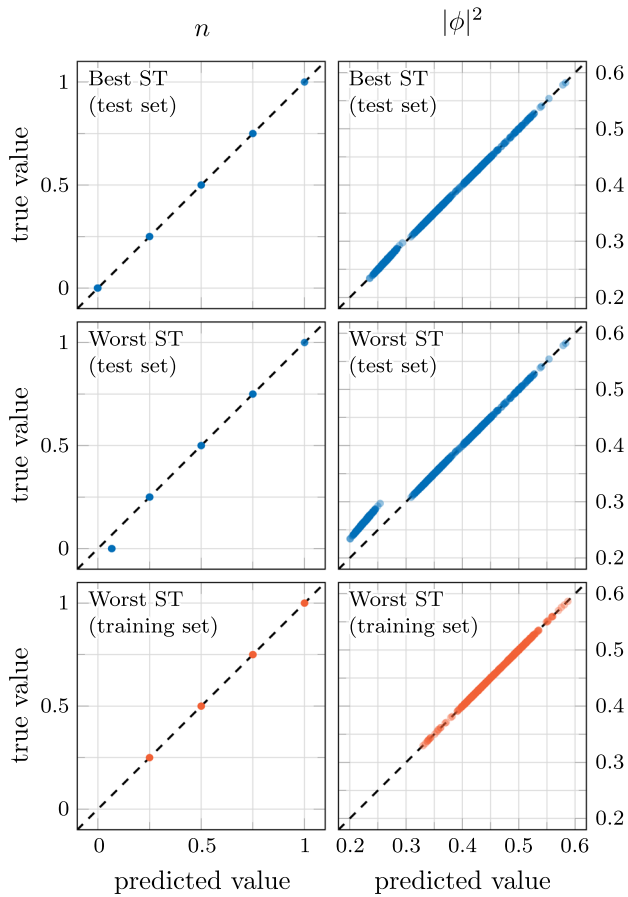 n
|ϕ|²
Best ST
(test set)
true value
1
0.5
0
Best ST
(test set)
0.6
0.5
0.4
0.3
0.2
Worst ST
(test set)
true value
1
0.5
0
Worst ST
(test set)
0.6
0.5
0.4
0.3
0.2
Worst ST
(training set)
true value
1
0.5
0
Worst ST
(training set)
0.6
0.5
0.4
0.3
0.2
0 0.5 1
0.2 0.3 0.4 0.5 0.6
predicted value
predicted value